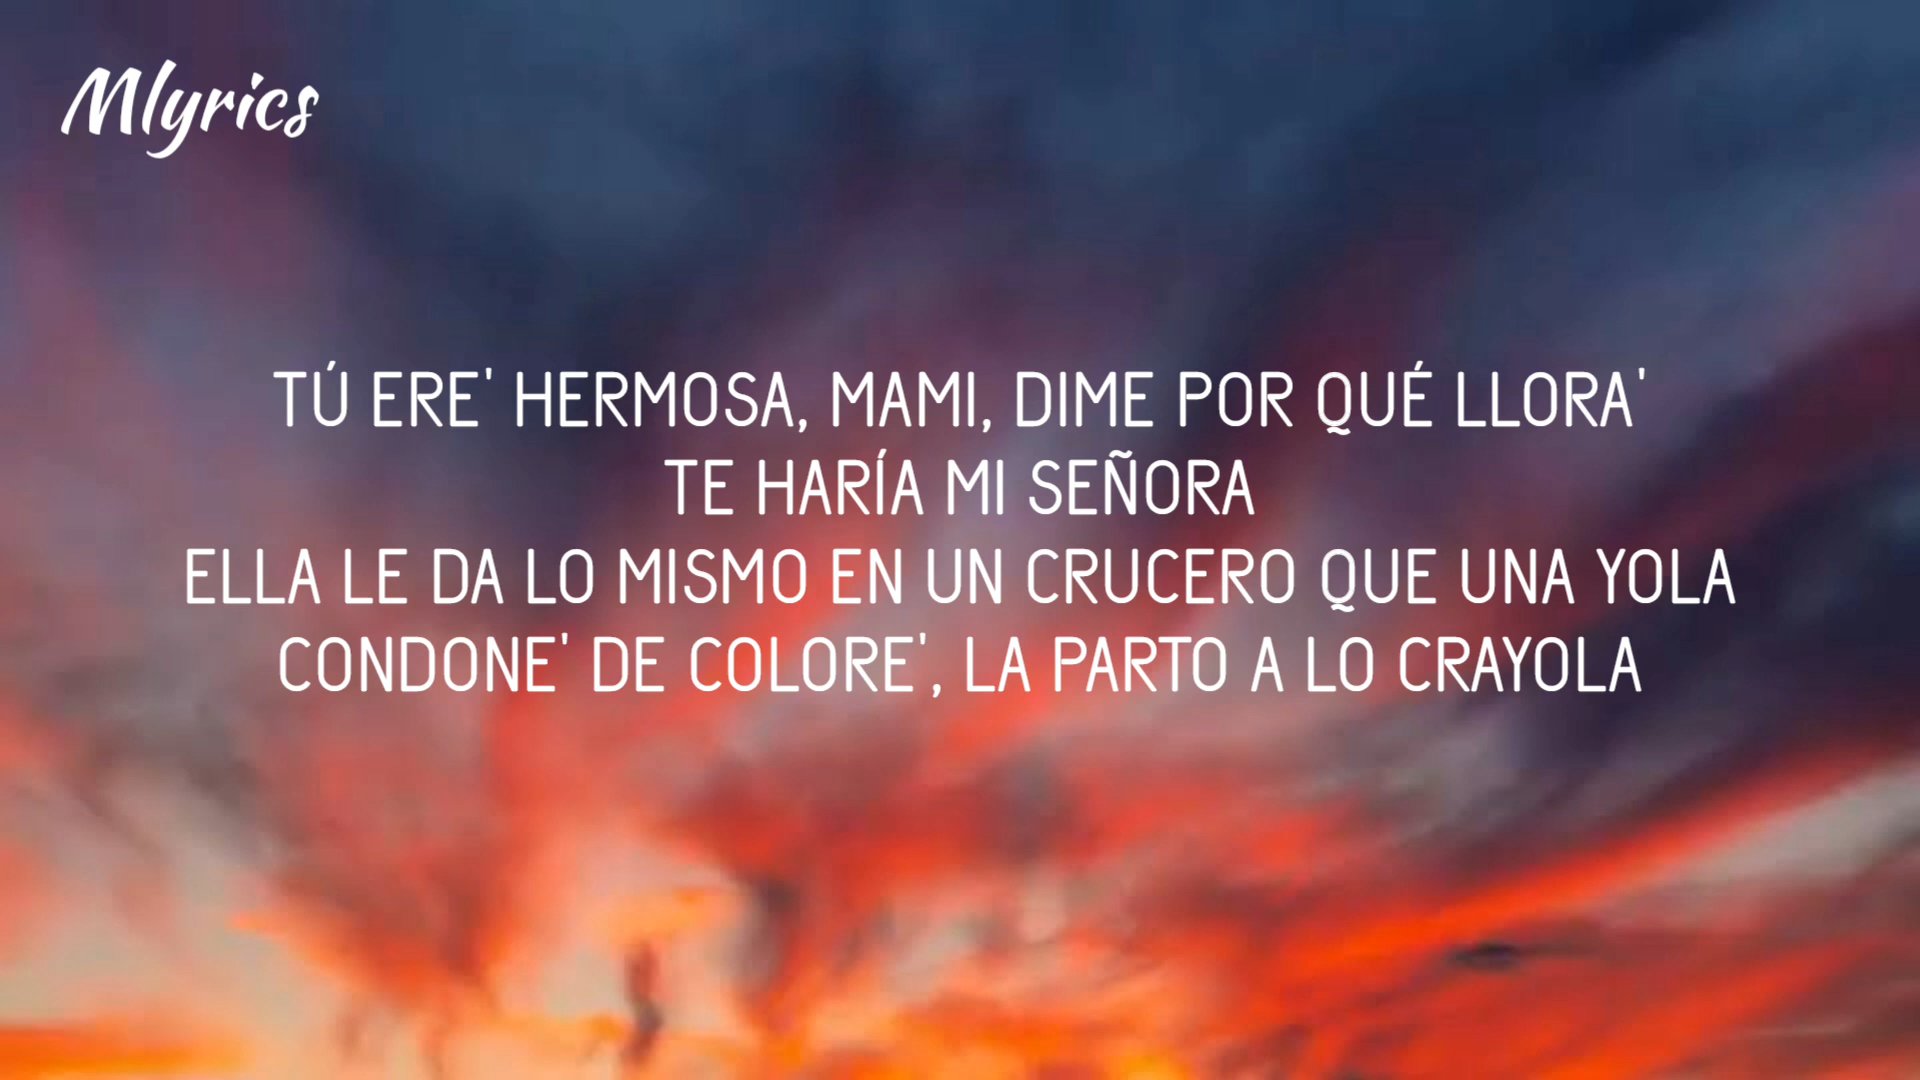 Mlyrics
TÚ ERE' HERMOSA, MAMI, DIME POR QUÉ LLORA'
TE HARÍA MI SEÑORA
ELLA LE DA LO MISMO EN UN CRUCERO QUE UNA YOLA
CONDONE' DE COLORE', LA PARTO A LO CRAYOLA